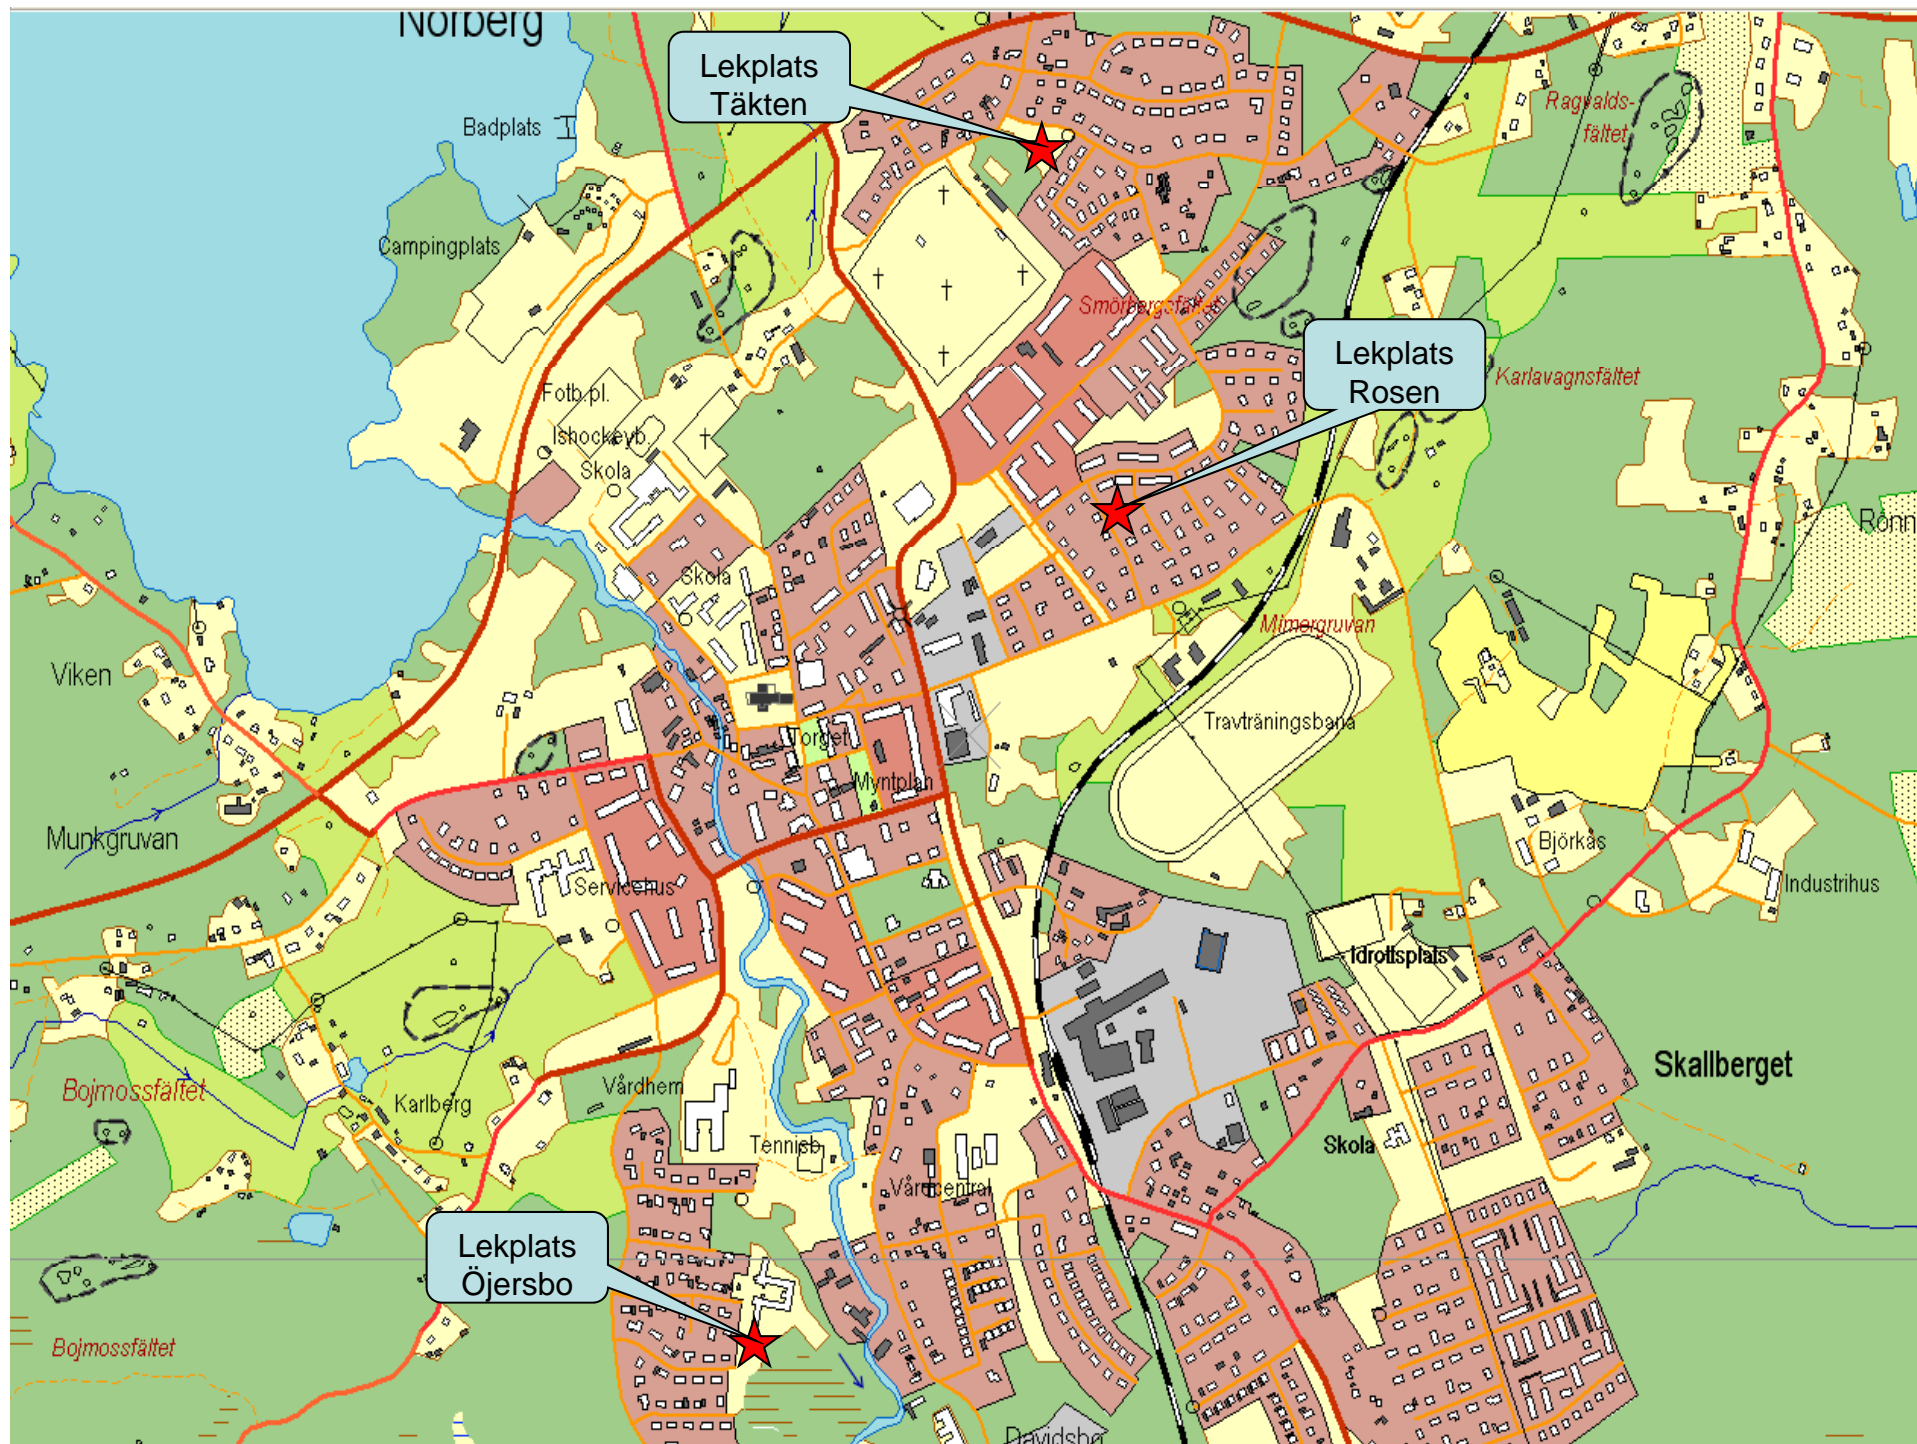 Norberg
Lekplats
Täkten
Badplats
Ragvalds-
fältet
Campingplats
Smörbergsfältet
Lekplats
Rosen
Karlavagnsfältet
Fotb.pl.
Ishockeyb.
Skola
Rönn
Skola
Mimergruvan
Viken
Travträningsbana
Torget
Myntplan
Munkgruvan
Björkås
Servicehus
Industrihus
Idrottsplats
Skallberget
Bojmossfältet
Vårdhem
Karlberg
Tennisb.
Skola
Vårdcentral
Lekplats
Öjersbo
Bojmossfältet
Davidsbo